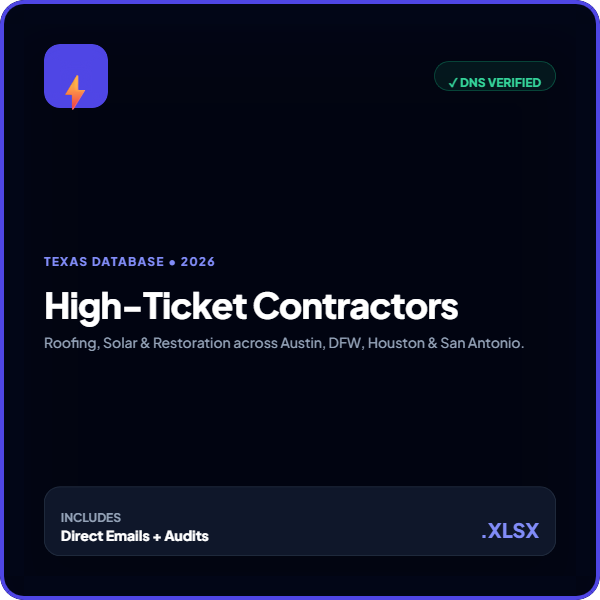 ✓ DNS VERIFIED
TEXAS DATABASE • 2026
High-Ticket Contractors
Roofing, Solar & Restoration across Austin, DFW, Houston & San Antonio.
INCLUDES
Direct Emails + Audits
.XLSX